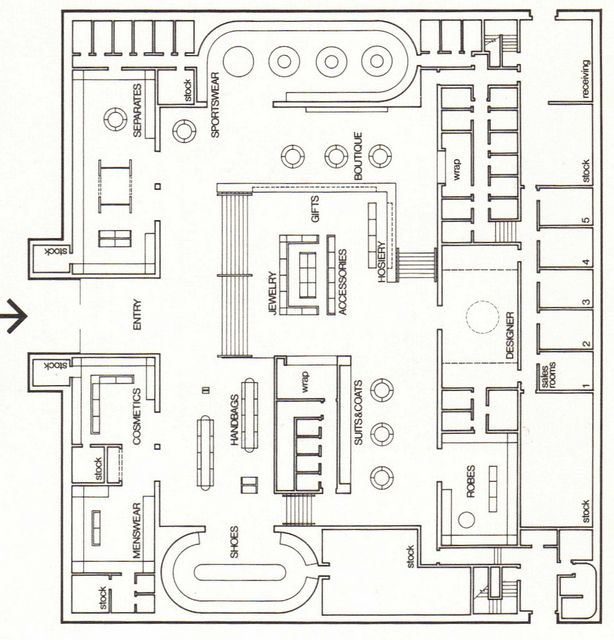 stock
stock
stock
stock
MENSWEAR
COSMETICS
ENTRY
SEPARATES
stock
SPORTSWEAR
SHOES
HANDBAGS
JEWELRY
wrap
GIFTS
ACCESSORIES
SUITS&COATS
BOUTIQUE
HOSIERY
stock
wrap
ROBES
DESIGNER
sales
rooms
stock
1
2
3
4
5
stock
receiving